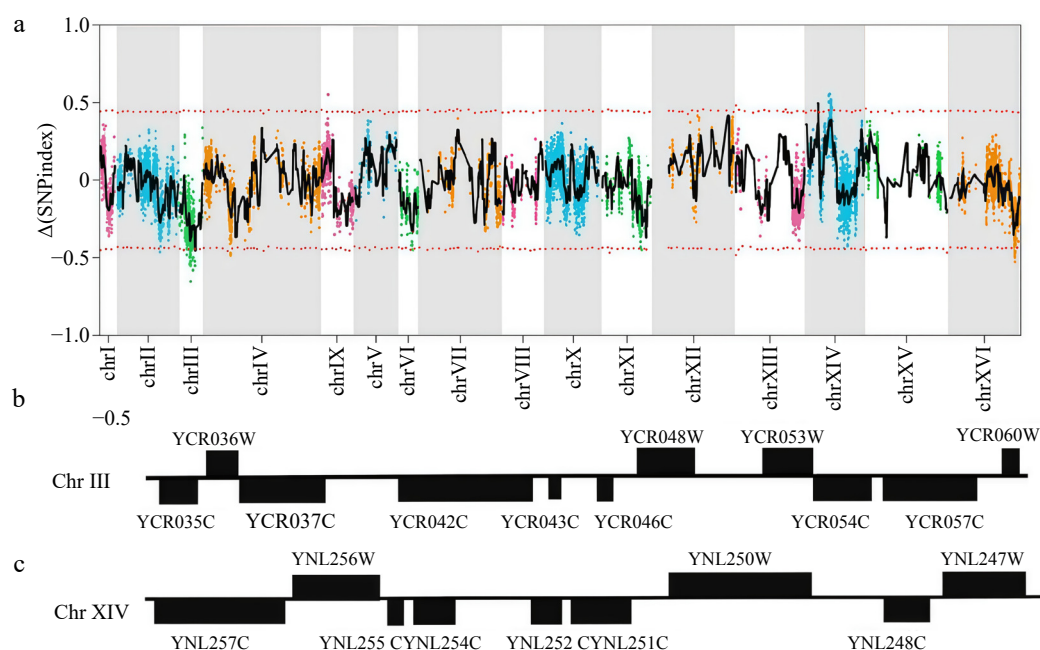 a
Δ(SNPindex)
1.0
0.5
0
−0.5
−1.0
chrI
chrII
chrIII
chrIV
chrIX
chrV
chrVI
chrVII
chrVIII
chrX
chrXI
chrXII
chrXIII
chrXIV
chrXV
chrXVI
b
−0.5
YCR036W YCR048W YCR053W YCR060W
Chr III
YCR035C YCR037C YCR042C YCR043C YCR046C YCR054C YCR057C
c
YNL256W YNL250W YNL247W
Chr XIV
YNL257C YNL255 C YNL254C YNL252 C YNL251C YNL248C